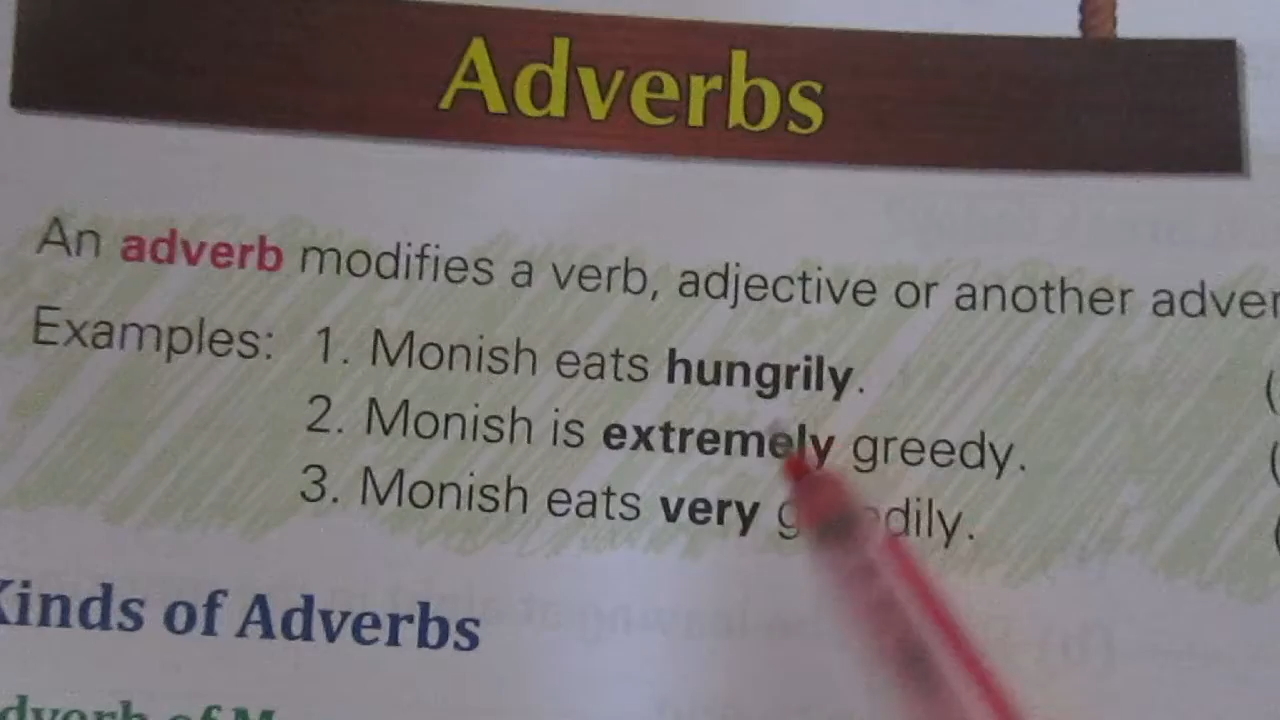 Adverbs
An adverb modifies a verb, adjective or another
Examples: 1. Monish eats hungrily.
2. Monish is extremely greedy.
3. Monish eats very
Kinds of Adverbs
of